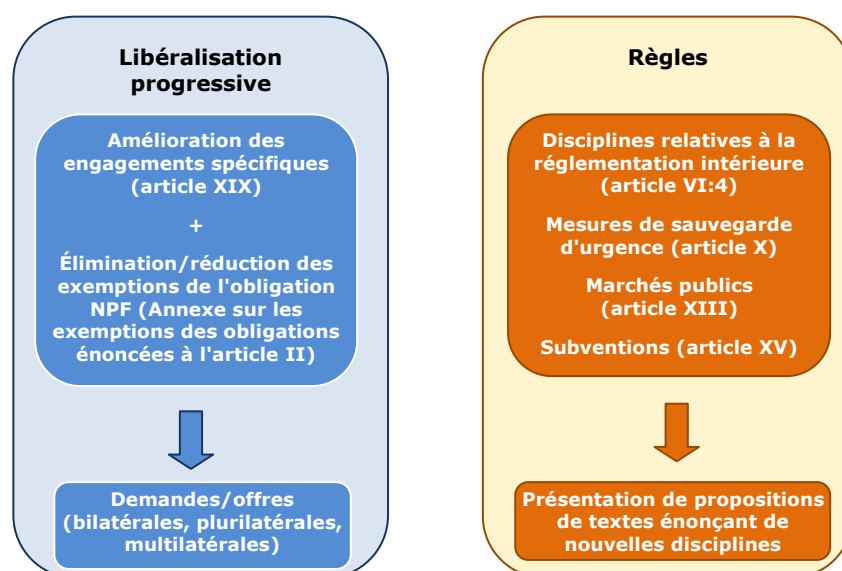 Libéralisation
progressive
Amélioration des
engagements spécifiques
(article XIX)
+
Élimination/réduction des
exemptions de l'obligation
NPF (Annexe sur les
exemptions des obligations
énoncées à l'article II)
Demandes/offres
(bilatérales, plurilatérales,
multilatérales)
Règles
Disciplines relatives à la
réglementation intérieure
(article VI:4)
Mesures de sauvegarde
d'urgence (article X)
Marchés publics
(article XIII)
Subventions (article XV)
Présentation de propositions
de textes énonçant de
nouvelles disciplines